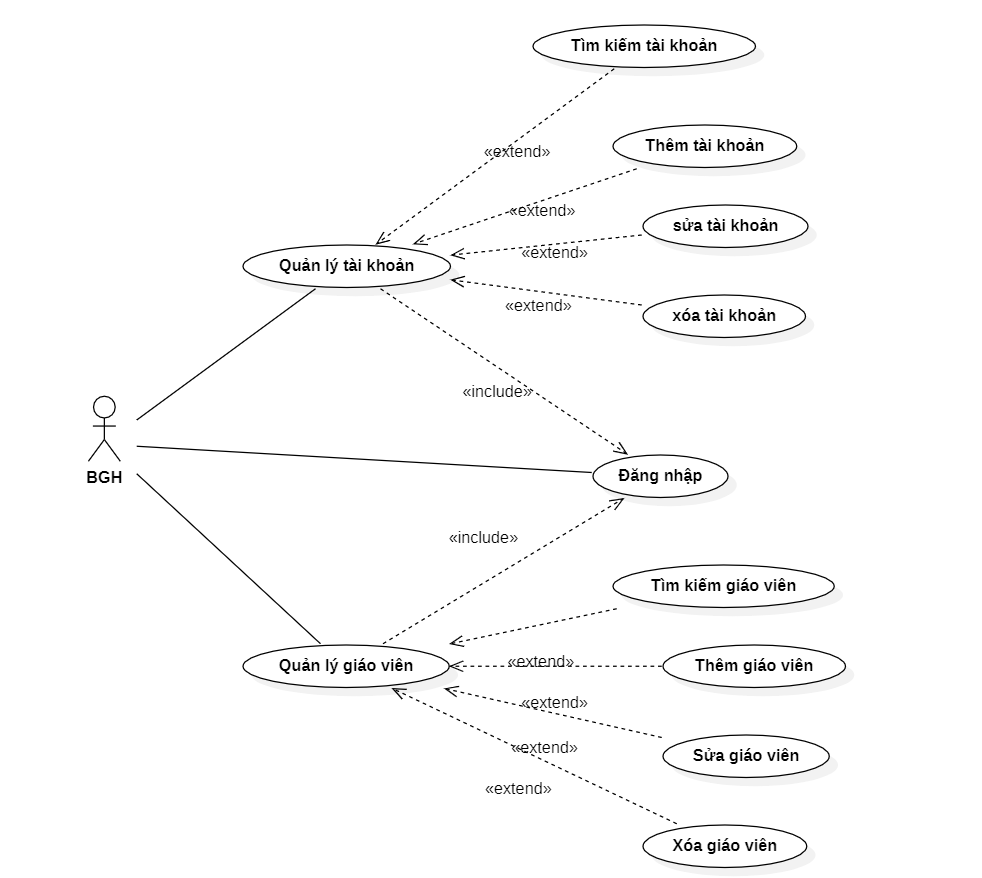 Tìm kiếm tài khoản
«extend»
Thêm tài khoản
«extend»
sửa tài khoản
«extend»
Quản lý tài khoản
«extend»
xóa tài khoản
«include»
BGH
Đăng nhập
«include»
Tìm kiếm giáo viên
Quản lý giáo viên
«extend»
Thêm giáo viên
«extend»
«extend»
Sửa giáo viên
«extend»
Xóa giáo viên